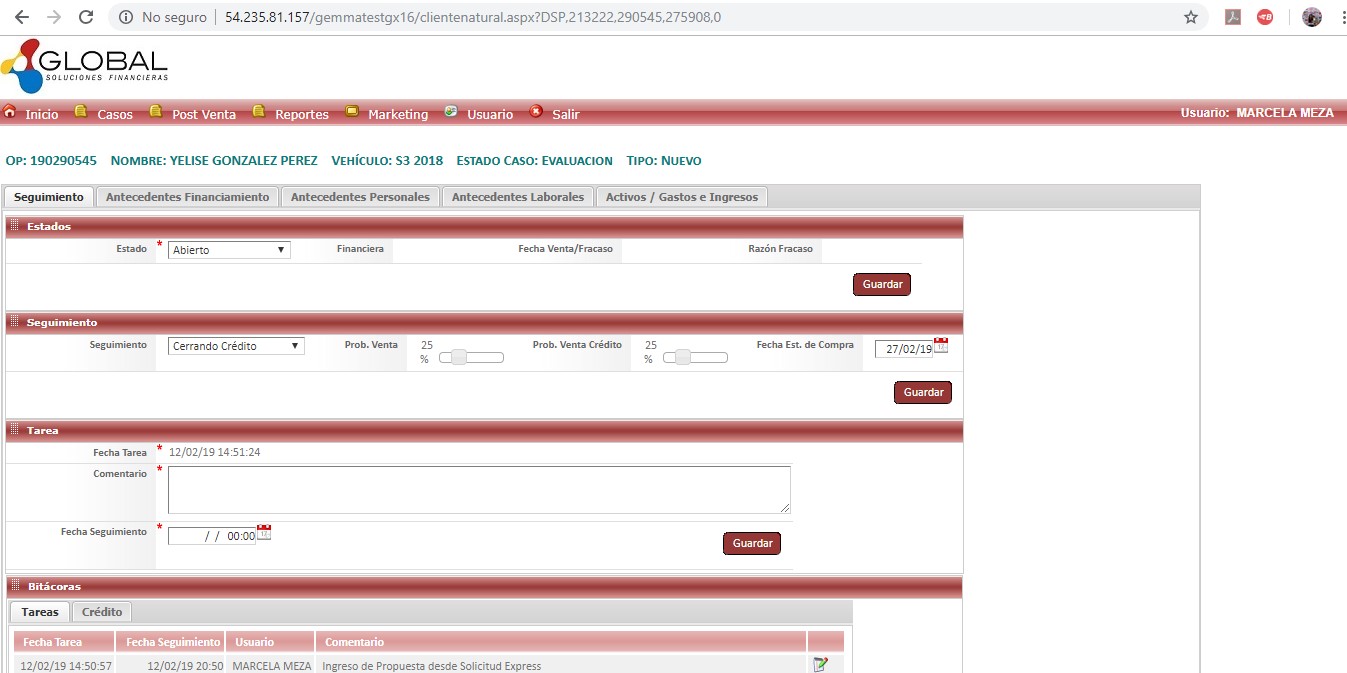 No seguro | 54.235.81.157/gemmatestgx16/clientenatural.aspx?DSP,213222,290545,275908,0
GLOBAL
SOLUCIONES FINANCIERAS
Inicio Casos Post Venta Reportes Marketing Usuario Salir Usuario: MARCELA MEZA
OP: 190290545 NOMBRE: YELISE GONZALEZ PEREZ VEHÍCULO: S3 2018 ESTADO CASO: EVALUACION TIPO: NUEVO
Seguimiento Antecedentes Financiamiento Antecedentes Personales Antecedentes Laborales Activos / Gastos e Ingresos
Estados
Estado * Abierto Financiera Fecha Venta/Fracaso Razón Fracaso
Guardar
Seguimiento
Seguimiento Cerrando Crédito Prob. Venta 25 % Prob. Venta Crédito 25 % Fecha Est. de Compra 27/02/19
Guardar
Tarea
Fecha Tarea * 12/02/19 14:51:24
Comentario *
Fecha Seguimiento * / / 00:00 Guardar
Bitácoras
Tareas Crédito
Fecha Tarea Fecha Seguimiento Usuario Comentario
12/02/19 14:50:57 12/02/19 20:50 MARCELA MEZA Ingreso de Propuesta desde Solicitud Express